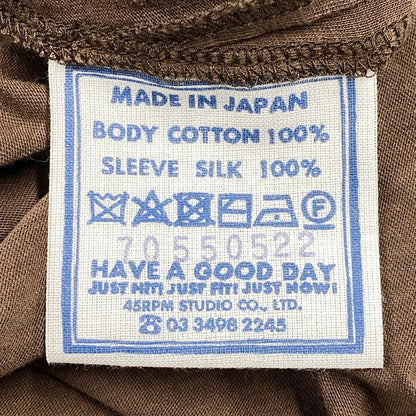 MADE IN JAPAN
BODY COTTON 100%
SLEEVE SILK 100%
F
70550522
HAVE A GOOD DAY
JUST HIT! JUST FIT! JUST NOW!
45RPM STUDIO CO., LTD.
☎ 03 3498 2245